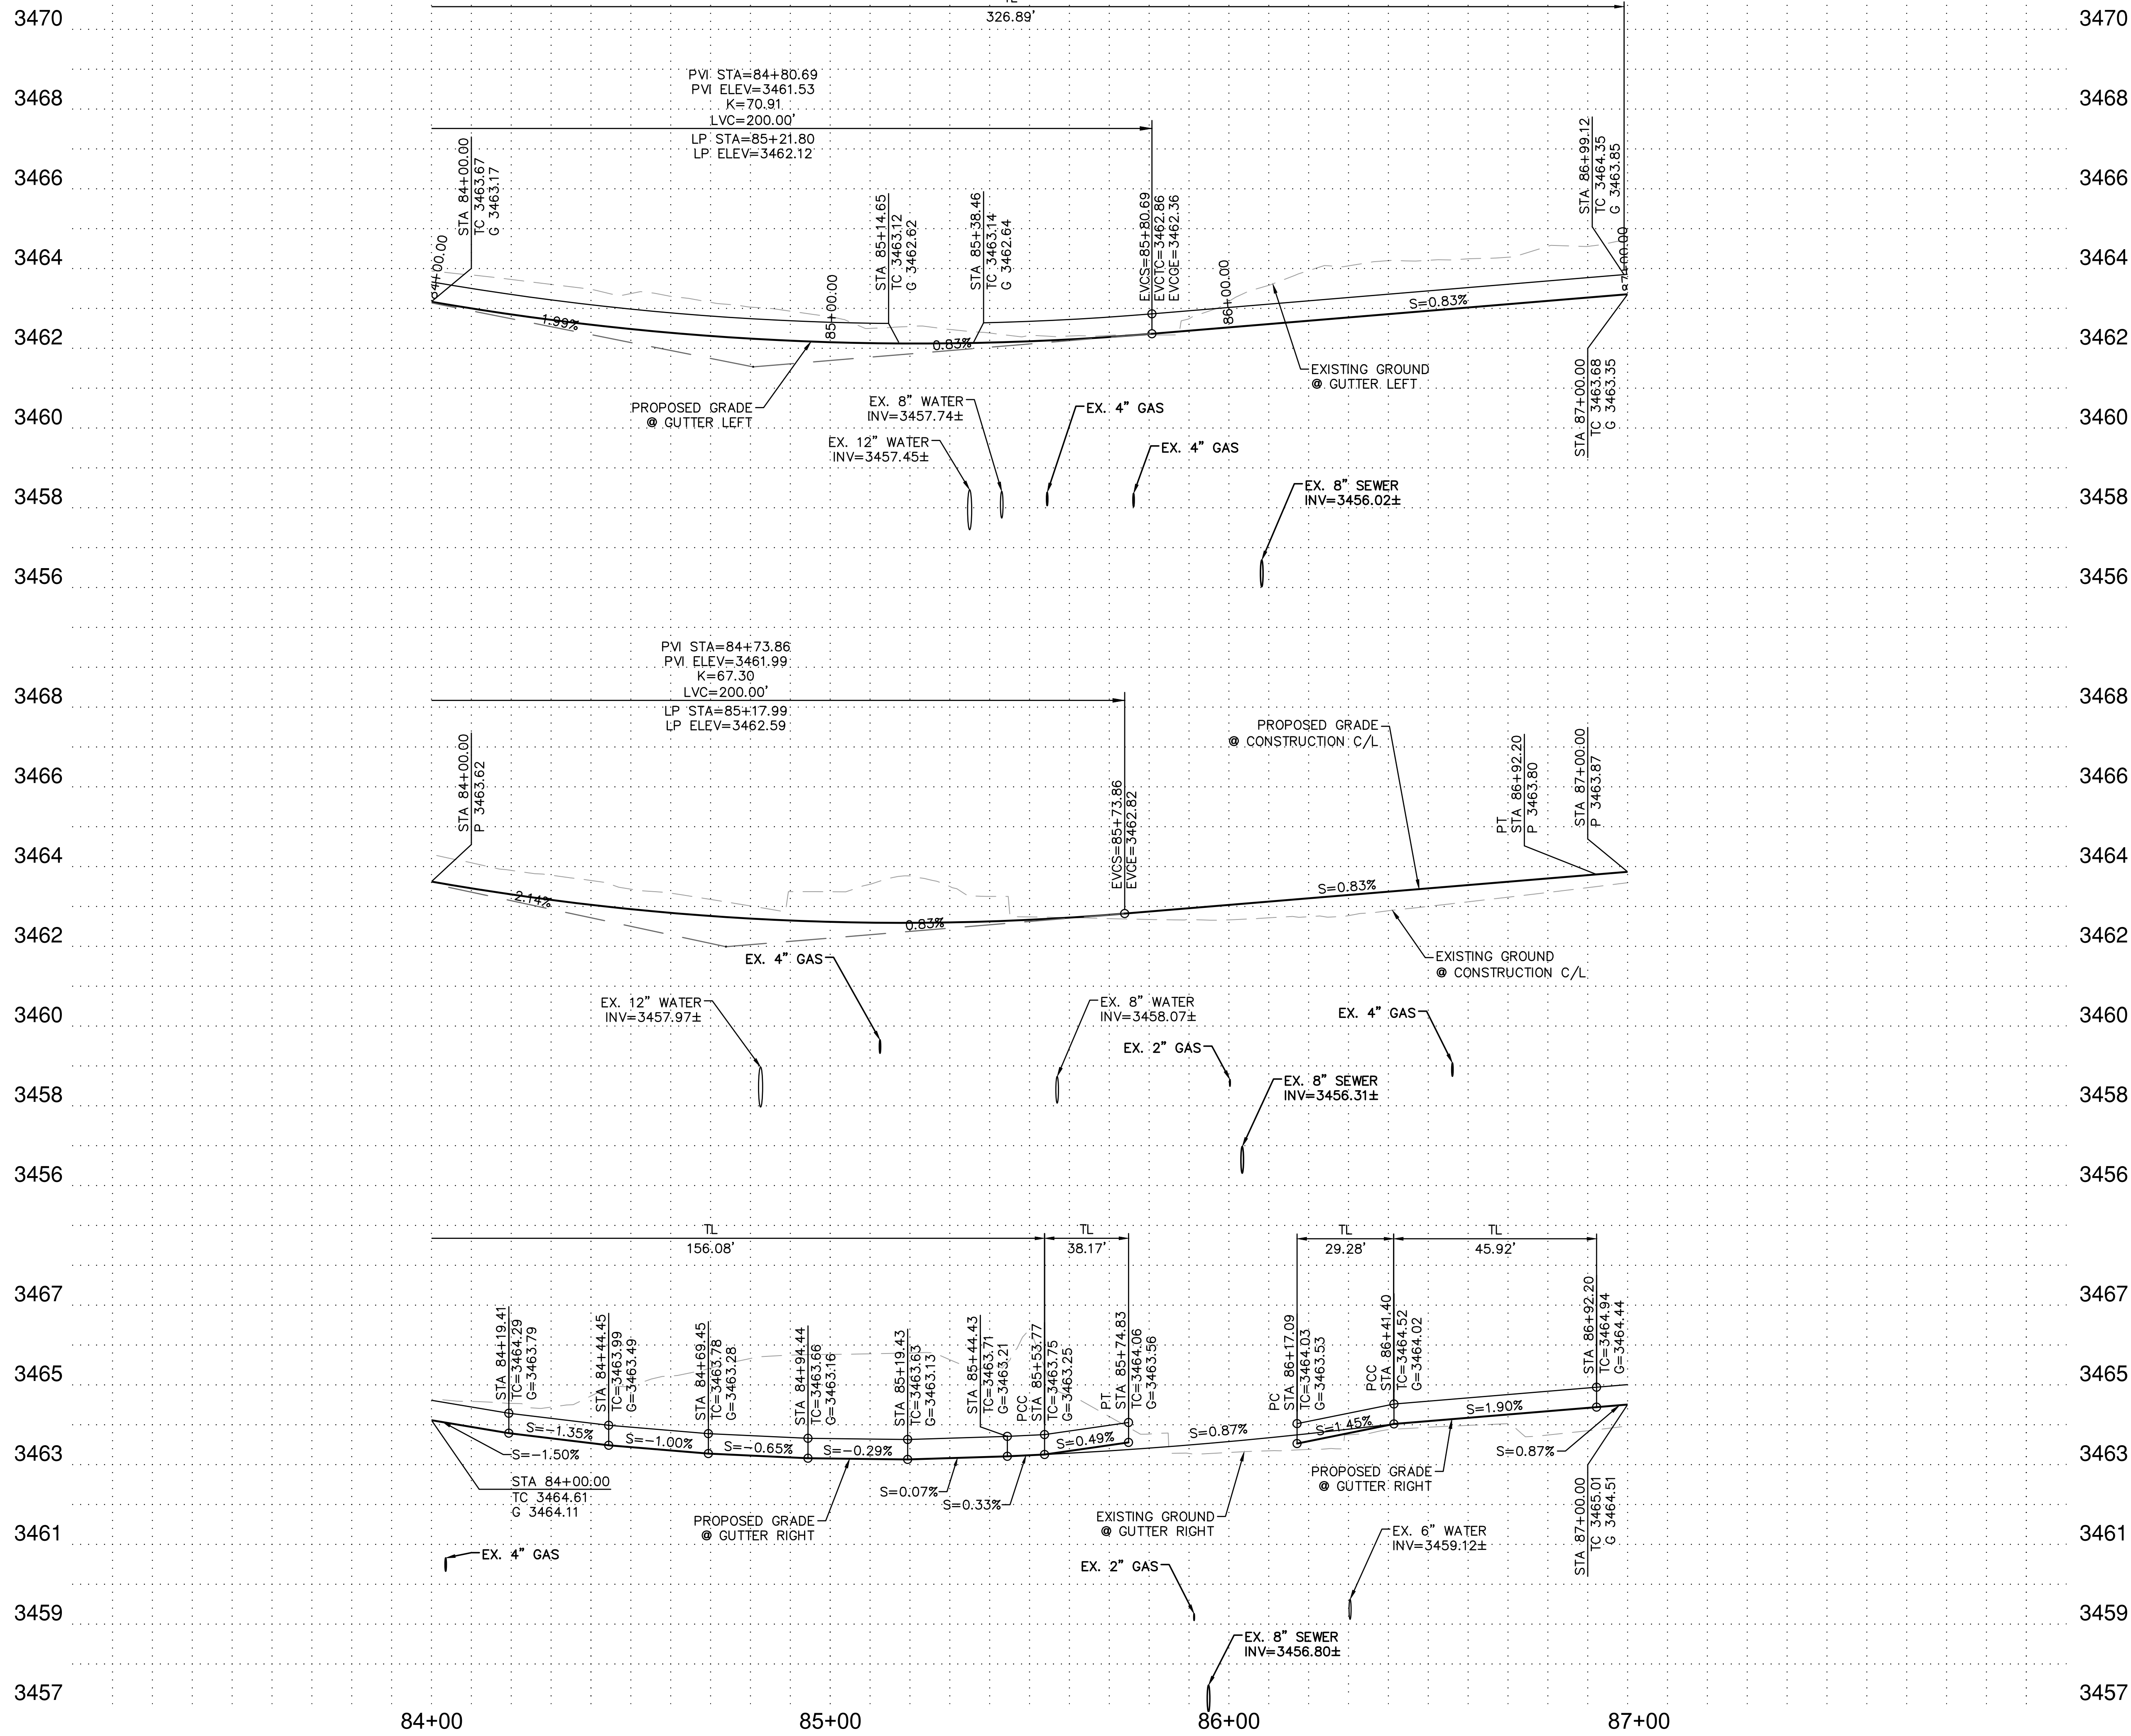 3470
3470
326.89'
PVI STA=84+80.69
PVI ELEV=3461.53
K=70.91
LVC=200.00'
LP STA=85+21.80
LP ELEV=3462.12
3468
3468
STA 84+00.00
TC 3463.67
G 3463.17
STA 85+14.65
TC 3463.12
G 3462.62
STA 85+38.46
TC 3463.14
G 3462.64
EVCS=85+80.69
EVCTC=3462.86
EVCGE=3462.36
STA 86+99.12
TC 3464.35
G 3463.85
3466
3466
3464
3464
85+00.00
86+00.00
1.99%
0.83%
S=0.83%
3462
3462
EXISTING GROUND
@ GUTTER LEFT
STA 87+00.00
TC 3463.68
G 3463.35
PROPOSED GRADE
@ GUTTER LEFT
EX. 8" WATER
INV=3457.74±
EX. 4" GAS
3460
3460
EX. 12" WATER
INV=3457.45±
EX. 4" GAS
3458
3458
EX. 8" SEWER
INV=3456.02±
3456
3456
PVI STA=84+73.86
PVI ELEV=3461.99
K=67.30
LVC=200.00'
LP STA=85+17.99
LP ELEV=3462.59
3468
3468
PROPOSED GRADE
@ CONSTRUCTION C/L
STA 84+00.00
P 3463.62
EVCS=85+73.86
EVCE=3462.82
PT
STA 86+92.20
P 3463.80
STA 87+00.00
P 3463.87
3466
3466
3464
3464
2.14%
0.83%
S=0.83%
3462
3462
EXISTING GROUND
@ CONSTRUCTION C/L
EX. 4" GAS
EX. 12" WATER
INV=3457.97±
EX. 8" WATER
INV=3458.07±
3460
3460
EX. 4" GAS
EX. 2" GAS
3458
3458
EX. 8" SEWER
INV=3456.31±
3456
3456
TL
156.08'
TL
38.17'
TL
29.28'
TL
45.92'
3467
3467
STA 84+19.41
TC=3464.29
G=3463.79
STA 84+44.45
TC=3463.99
G=3463.49
STA 84+69.45
TC=3463.78
G=3463.28
STA 84+94.44
TC=3463.66
G=3463.16
STA 85+19.43
TC=3463.63
G=3463.13
STA 85+44.43
TC=3463.71
G=3463.21
PCC
STA 85+53.77
TC=3463.75
G=3463.25
PT
STA 85+74.83
TC=3464.06
G=3463.56
PC
STA 86+17.09
TC=3464.03
G=3463.53
PCC
STA 86+41.40
TC=3464.52
G=3464.02
STA 86+92.20
TC=3464.94
G=3464.44
3465
3465
S=-1.35%
S=-1.00%
S=-0.65%
S=-0.29%
S=0.49%
S=0.87%
S=1.45%
S=1.90%
3463
3463
S=-1.50%
S=0.87%
STA 84+00.00
TC 3464.61
G 3464.11
S=0.07%
S=0.33%
PROPOSED GRADE
@ GUTTER RIGHT
PROPOSED GRADE
@ GUTTER RIGHT
EXISTING GROUND
@ GUTTER RIGHT
STA 87+00.00
TC 3465.01
G 3464.51
3461
3461
EX. 6" WATER
INV=3459.12±
EX. 4" GAS
EX. 2" GAS
3459
3459
EX. 8" SEWER
INV=3456.80±
3457
3457
84+00
85+00
86+00
87+00